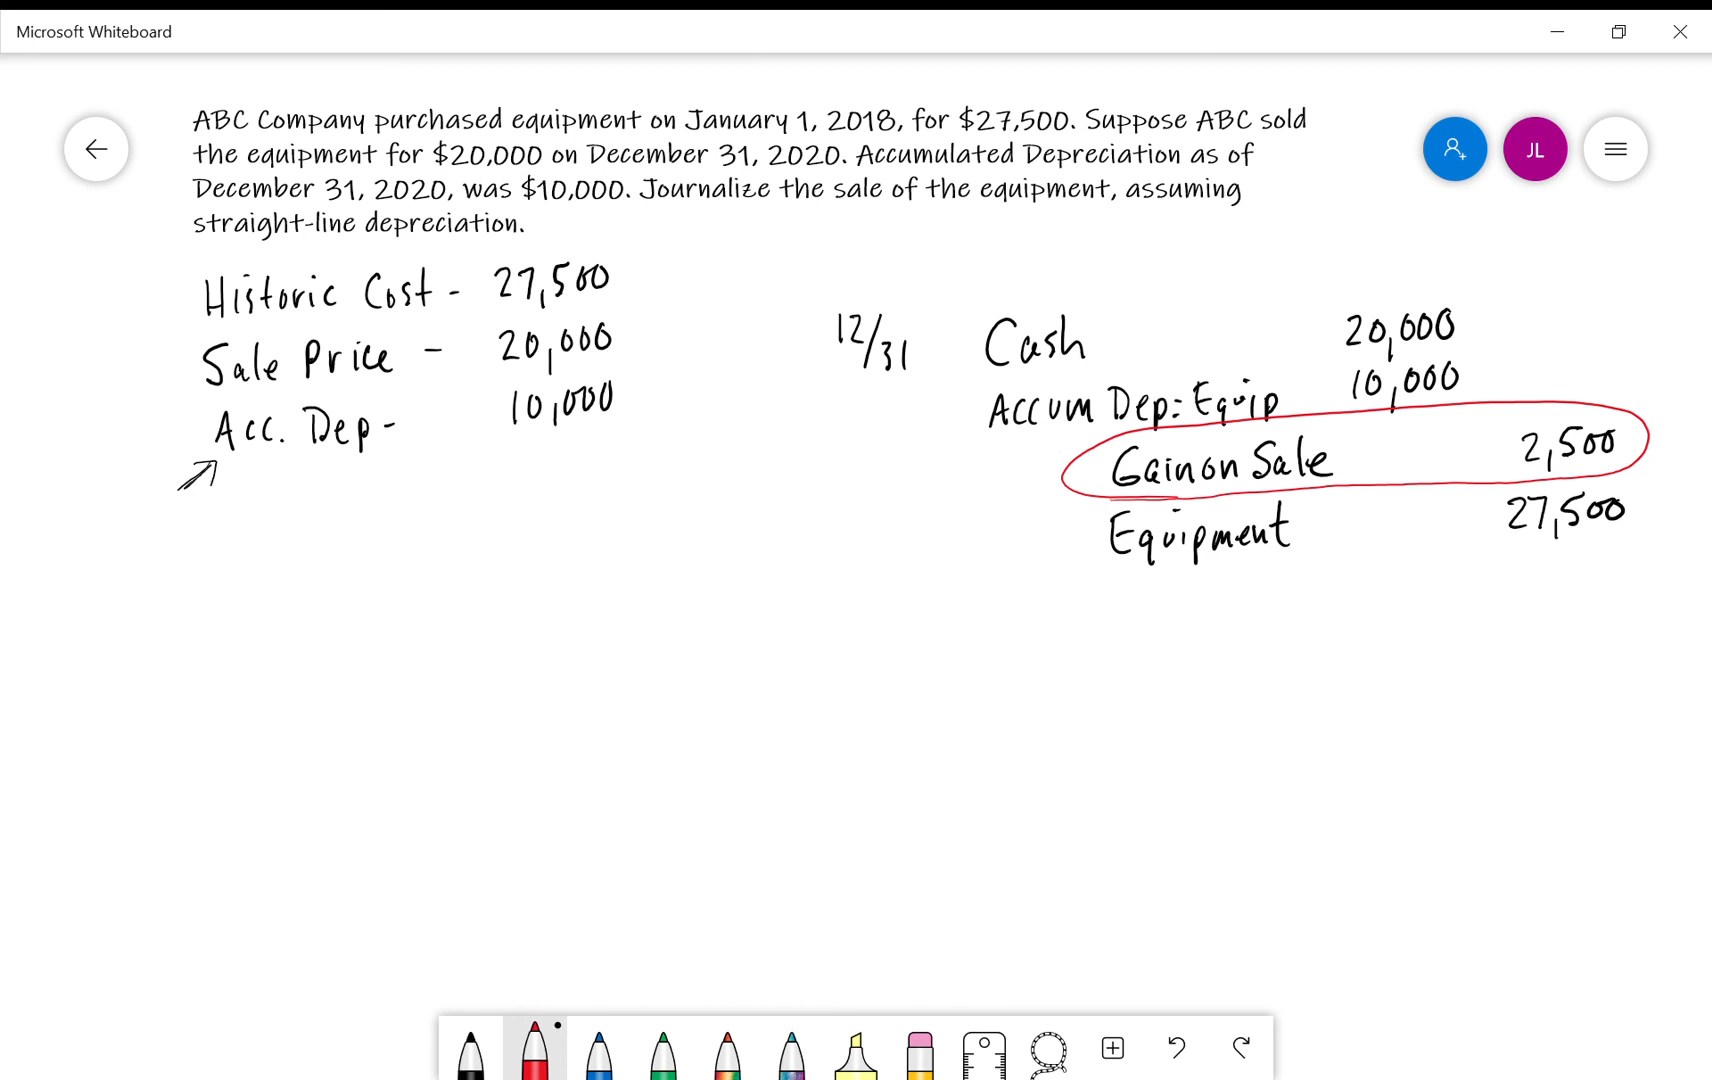 Microsoft Whiteboard
ABC Company purchased equipment on January 1, 2018, for $27,500. Suppose ABC sold
the equipment for $20,000 on December 31, 2020. Accumulated Depreciation as of
December 31, 2020, was $10,000. Journalize the sale of the equipment, assuming
straight-line depreciation.
JL
Historic Cost - 27,500
Sale Price - 20,000
Acc. Dep - 10,000
12/31 Cash 20,000
Accum Dep: Equip 10,000
Gain on Sale 2,500
Equipment 27,500